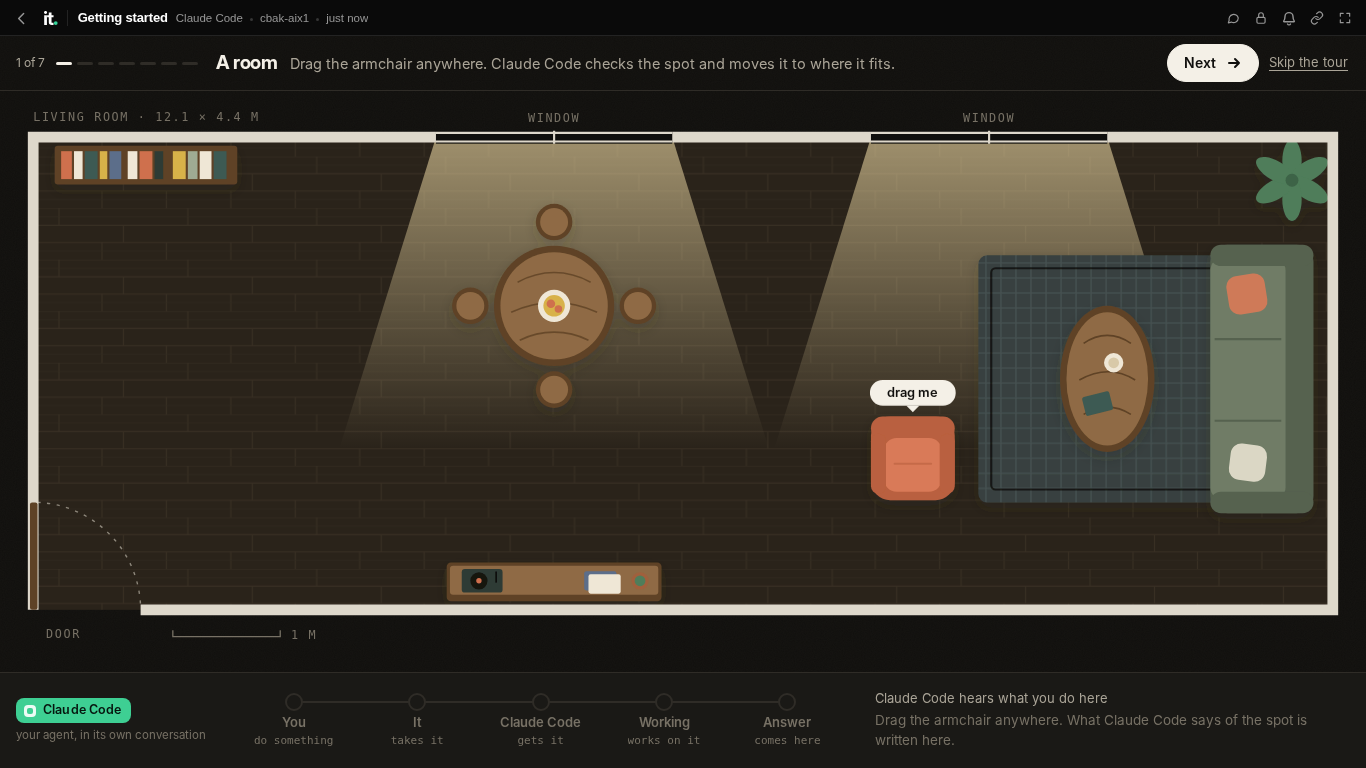 it. Getting started Claude Code • cbak-aix1 • just now
1 of 7 A room Drag the armchair anywhere. Claude Code checks the spot and moves it to where it fits. Next → Skip the tour
LIVING ROOM · 12.1 × 4.4 M
WINDOW
WINDOW
drag me
DOOR
1 M
Claude Code
your agent, in its own conversation
You
do something
It
takes it
Claude Code
gets it
Working
works on it
Answer
comes here
Claude Code hears what you do here
Drag the armchair anywhere. What Claude Code says of the spot is
written here.